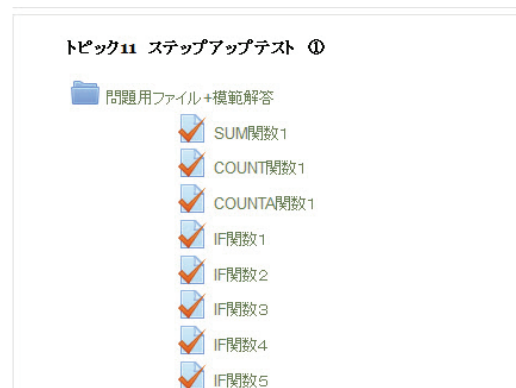 トピック11 ステップアップテスト ①
問題用ファイル+模範解答
SUM関数1
COUNT関数1
COUNTA関数1
IF関数1
IF関数2
IF関数3
IF関数4
IF関数5